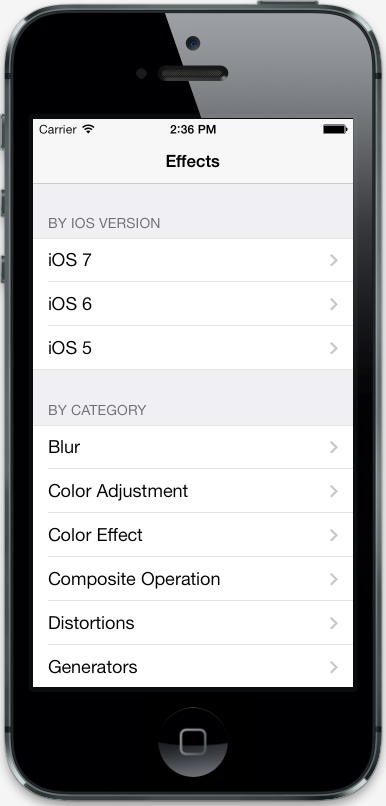 Carrier 2:36 PM
Effects
BY IOS VERSION
iOS 7
iOS 6
iOS 5
BY CATEGORY
Blur
Color Adjustment
Color Effect
Composite Operation
Distortions
Generators